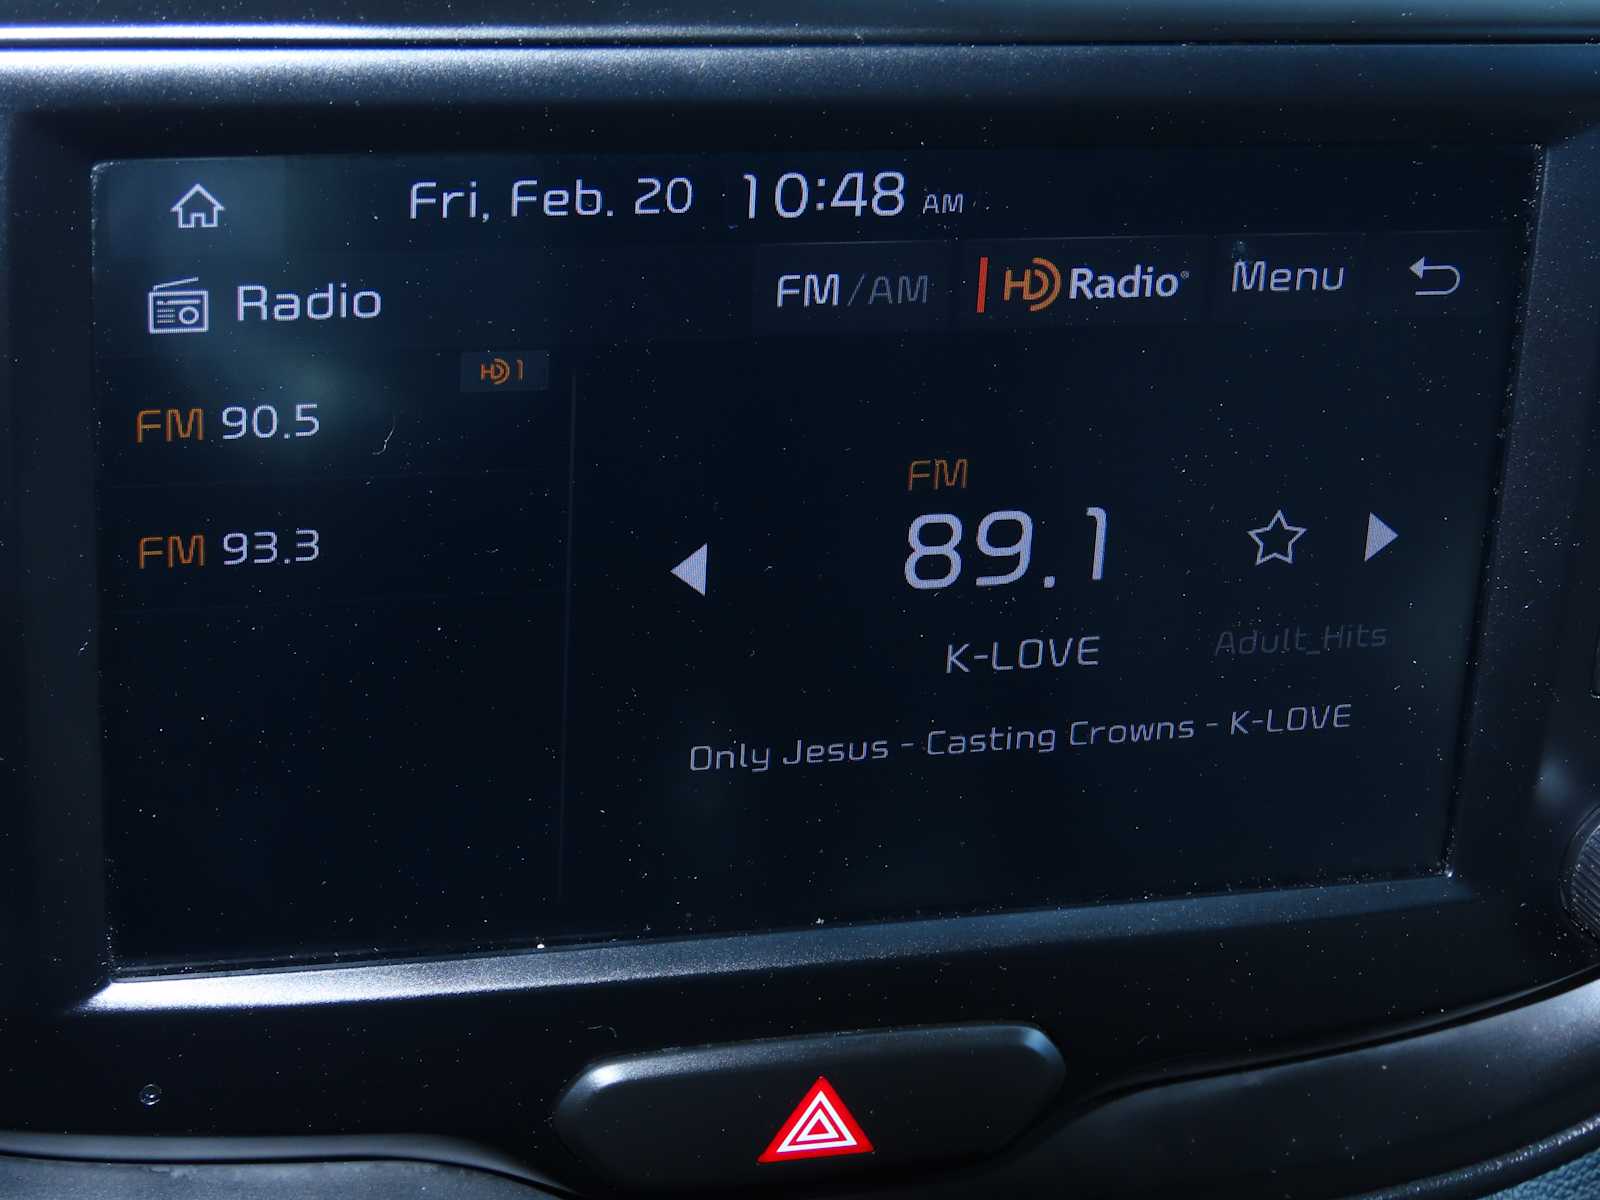 Fri, Feb. 20 10:48 AM
Radio FM/AM HD Radio® Menu
HD 1
FM 90.5
FM 93.3
FM
89.1
K-LOVE
Adult_Hits
Only Jesus - Casting Crowns - K-LOVE